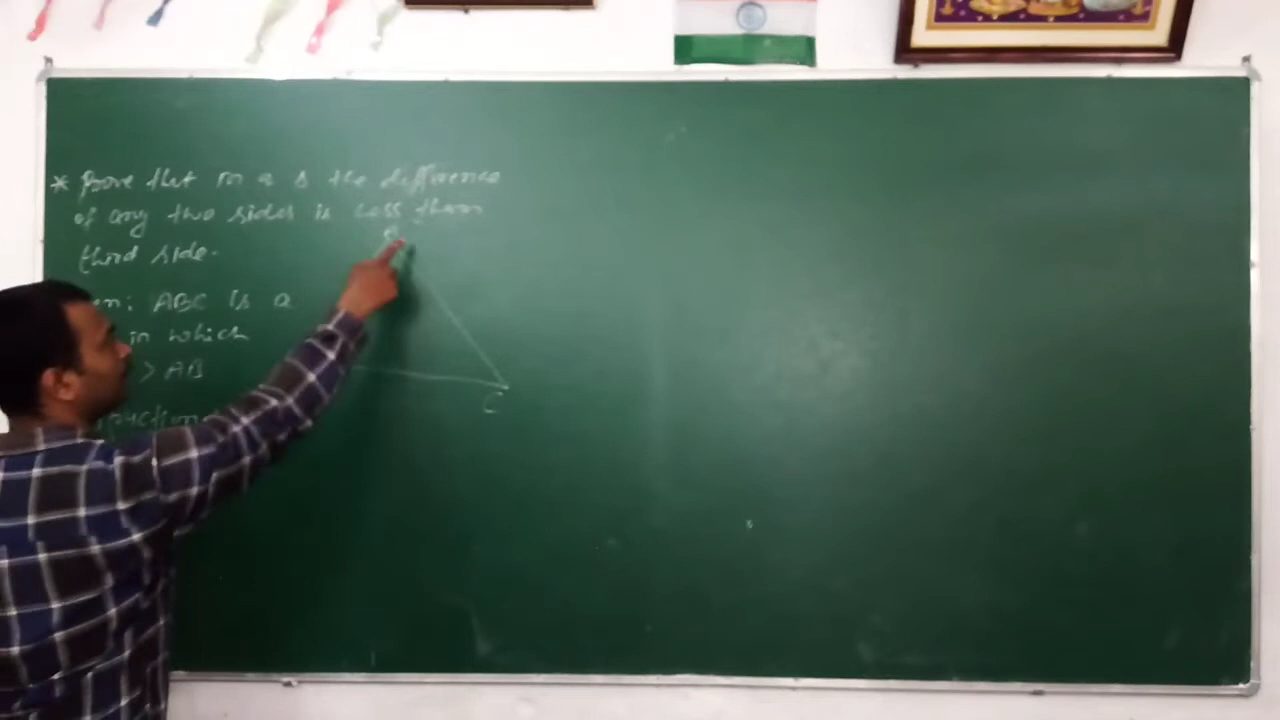 * Prove that in a Δ the difference
of any two sides is less than
third side.
en: ABC is a
in which
> AB
A
C